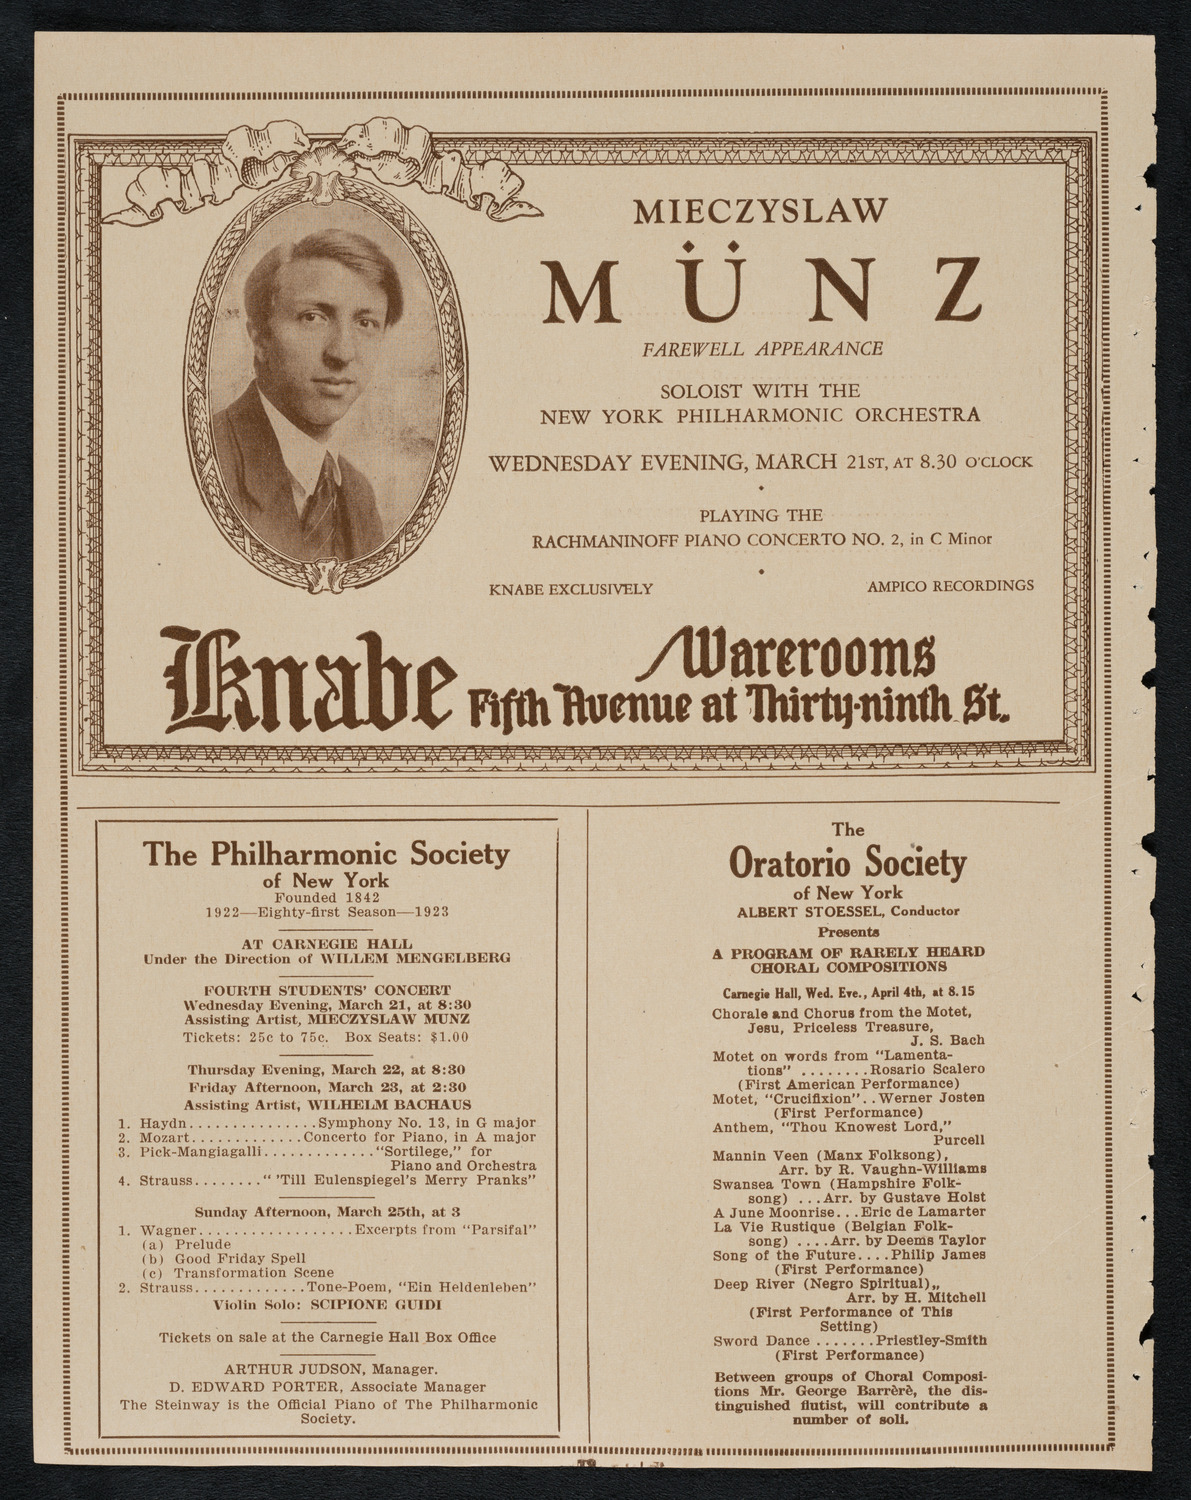 MIECZYSLAW
MÜNZ
FAREWELL APPEARANCE
SOLOIST WITH THE
NEW YORK PHILHARMONIC ORCHESTRA
WEDNESDAY EVENING, MARCH 21ST, AT 8.30 O'CLOCK
PLAYING THE
RACHMANINOFF PIANO CONCERTO NO. 2, in C Minor
KNABE EXCLUSIVELY
AMPICO RECORDINGS
Knabe Warerooms
Fifth Avenue at Thirty-ninth St.
The Philharmonic Society
of New York
Founded 1842
1922—Eighty-first Season—1923
AT CARNEGIE HALL
Under the Direction of WILLEM MENGELBERG
FOURTH STUDENTS' CONCERT
Wednesday Evening, March 21, at 8:30
Assisting Artist, MIECZYSLAW MUNZ
Tickets: 25c to 75c. Box Seats: $1.00
Thursday Evening, March 22, at 8:30
Friday Afternoon, March 23, at 2:30
Assisting Artist, WILHELM BACHAUS
1. Haydn...............Symphony No. 13, in G major
2. Mozart.............Concerto for Piano, in A major
3. Pick-Mangiagalli............."Sortilege," for
Piano and Orchestra
4. Strauss........" 'Till Eulenspiegel's Merry Pranks"
Sunday Afternoon, March 25th, at 3
1. Wagner..................Excerpts from "Parsifal"
(a) Prelude
(b) Good Friday Spell
(c) Transformation Scene
2. Strauss.............Tone-Poem, "Ein Heldenleben"
Violin Solo: SCIPIONE GUIDI
Tickets on sale at the Carnegie Hall Box Office
ARTHUR JUDSON, Manager.
D. EDWARD PORTER, Associate Manager
The Steinway is the Official Piano of The Philharmonic
Society.
The
Oratorio Society
of New York
ALBERT STOESSEL, Conductor
Presents
A PROGRAM OF RARELY HEARD
CHORAL COMPOSITIONS
Carnegie Hall, Wed. Eve., April 4th, at 8.15
Chorale and Chorus from the Motet,
Jesu, Priceless Treasure,
J. S. Bach
Motet on words from "Lamenta-
tions" ........Rosario Scalero
(First American Performance)
Motet, "Crucifixion"..Werner Josten
(First Performance)
Anthem, "Thou Knowest Lord,"
Purcell
Mannin Veen (Manx Folksong),
Arr. by R. Vaughn-Williams
Swansea Town (Hampshire Folk-
song) ...Arr. by Gustave Holst
A June Moonrise...Eric de Lamarter
La Vie Rustique (Belgian Folk-
song) ....Arr. by Deems Taylor
Song of the Future....Philip James
(First Performance)
Deep River (Negro Spiritual),,
Arr. by H. Mitchell
(First Performance of This
Setting)
Sword Dance .......Priestley-Smith
(First Performance)
Between groups of Choral Composi-
tions Mr. George Barrèrè, the dis-
tinguished flutist, will contribute a
number of soli.